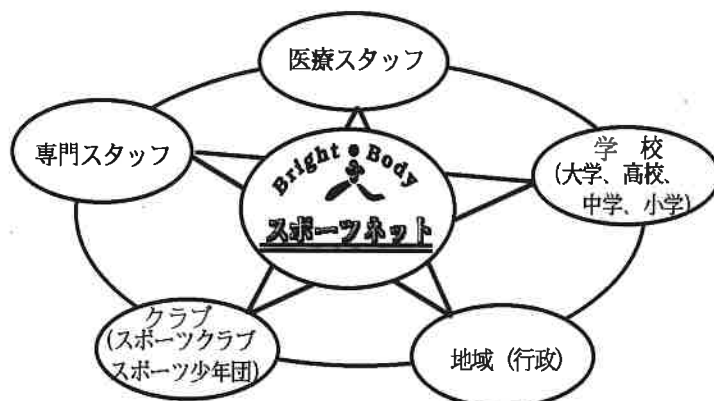 医療スタッフ
専門スタッフ
Bright Body
スポーツネット
学校
(大学、高校、
中学、小学)
クラブ
(スポーツクラブ
スポーツ少年団)
地域（行政）